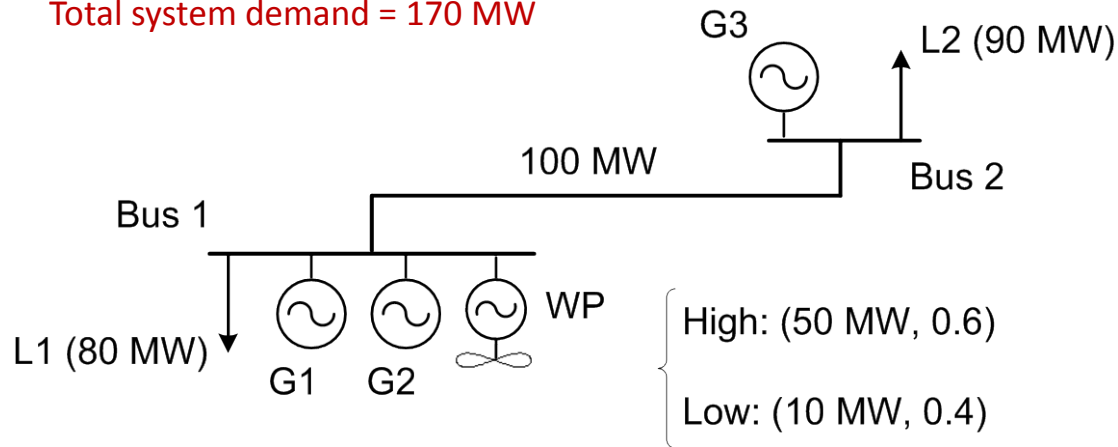 Total system demand = 170 MW
G3
L2 (90 MW)
100 MW
Bus 2
Bus 1
WP
High: (50 MW, 0.6)
L1 (80 MW)
G1
G2
Low: (10 MW, 0.4)